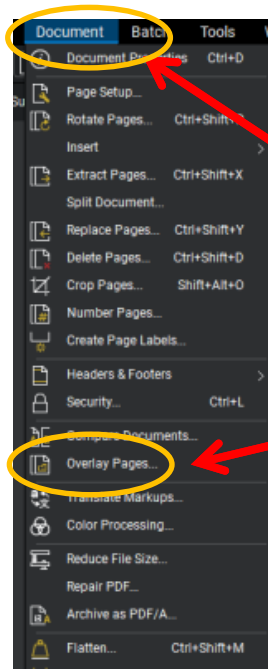 Document Batch Tools
Document Properties Ctrl+D
Page Setup...
Rotate Pages... Ctrl+Shift+
Insert
Extract Pages... Ctrl+Shift+X
Split Document...
Replace Pages... Ctrl+Shift+Y
Delete Pages... Ctrl+Shift+D
Crop Pages... Shift+Alt+O
Number Pages...
Create Page Labels...
Headers & Footers
Security... Ctrl+L
Compare Documents...
Overlay Pages...
Translate Markups...
Color Processing...
Reduce File Size...
Repair PDF...
Archive as PDF/A...
Flatten... Ctrl+Shift+M